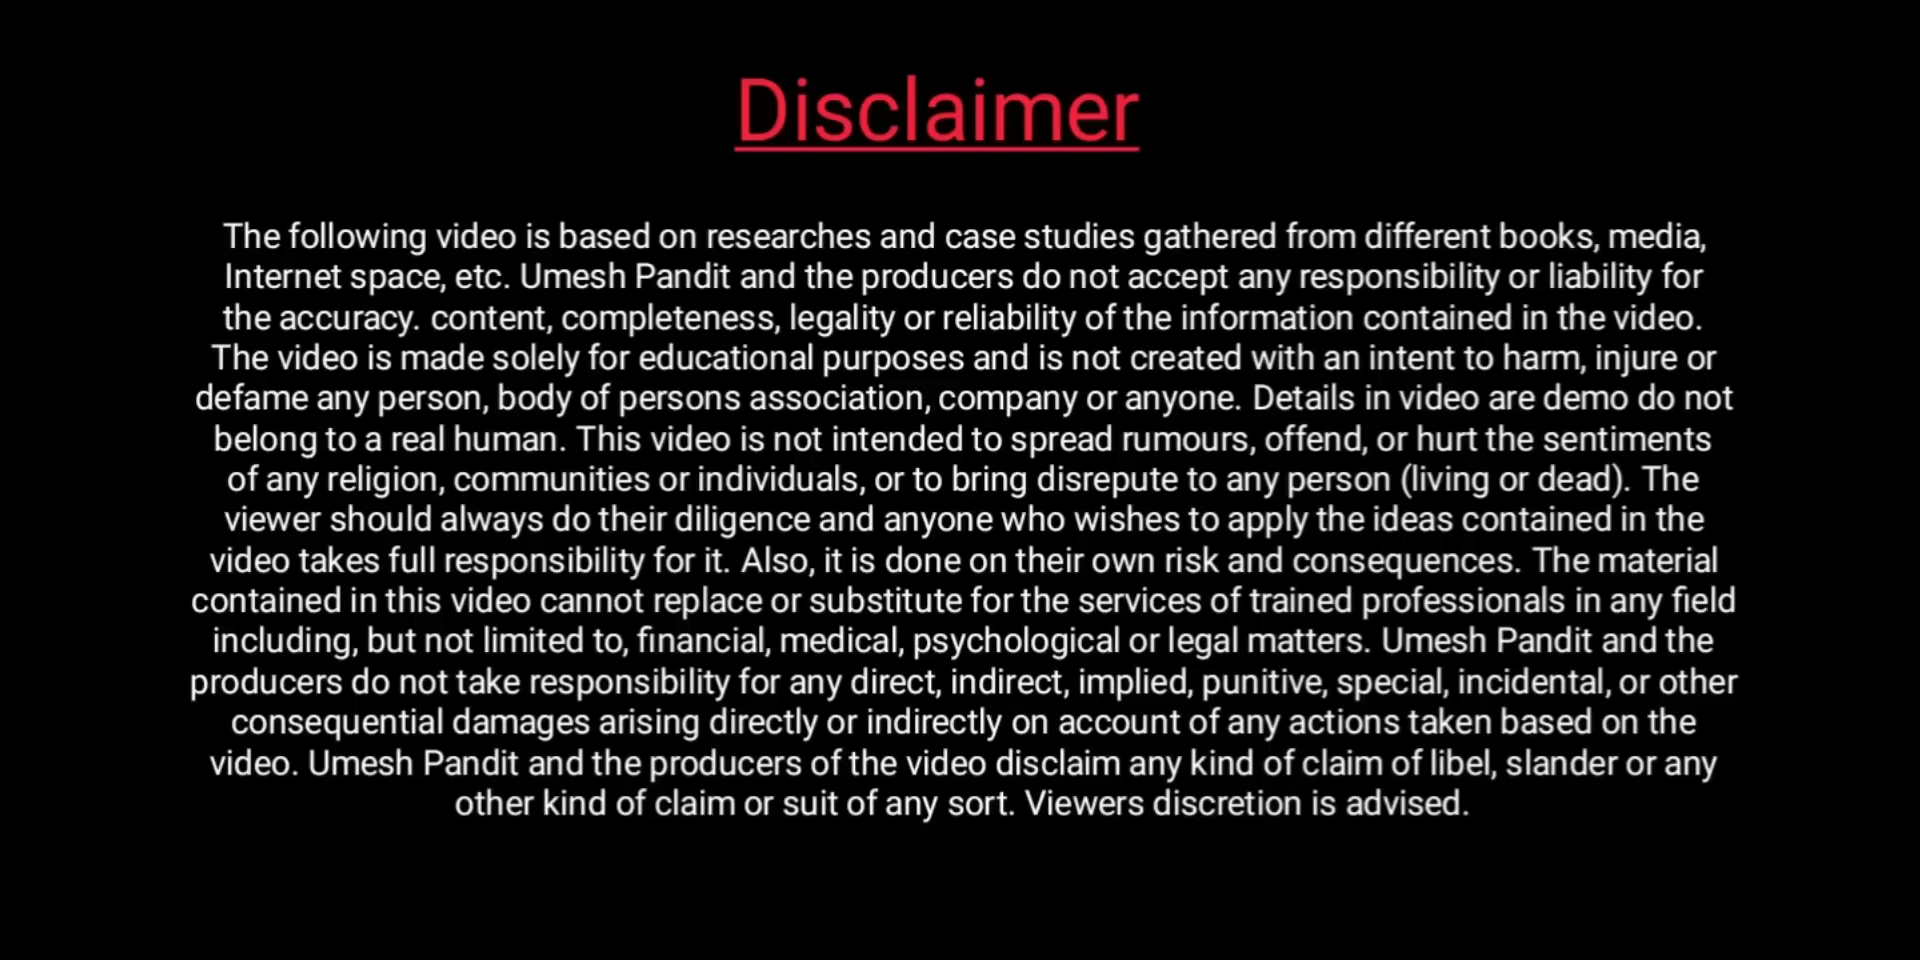 Disclaimer
The following video is based on researches and case studies gathered from different books, media,
Internet space, etc. Umesh Pandit and the producers do not accept any responsibility or liability for
the accuracy. content, completeness, legality or reliability of the information contained in the video.
The video is made solely for educational purposes and is not created with an intent to harm, injure or
defame any person, body of persons association, company or anyone. Details in video are demo do not
belong to a real human. This video is not intended to spread rumours, offend, or hurt the sentiments
of any religion, communities or individuals, or to bring disrepute to any person (living or dead). The
viewer should always do their diligence and anyone who wishes to apply the ideas contained in the
video takes full responsibility for it. Also, it is done on their own risk and consequences. The material
contained in this video cannot replace or substitute for the services of trained professionals in any field
including, but not limited to, financial, medical, psychological or legal matters. Umesh Pandit and the
producers do not take responsibility for any direct, indirect, implied, punitive, special, incidental, or other
consequential damages arising directly or indirectly on account of any actions taken based on the
video. Umesh Pandit and the producers of the video disclaim any kind of claim of libel, slander or any
other kind of claim or suit of any sort. Viewers discretion is advised.